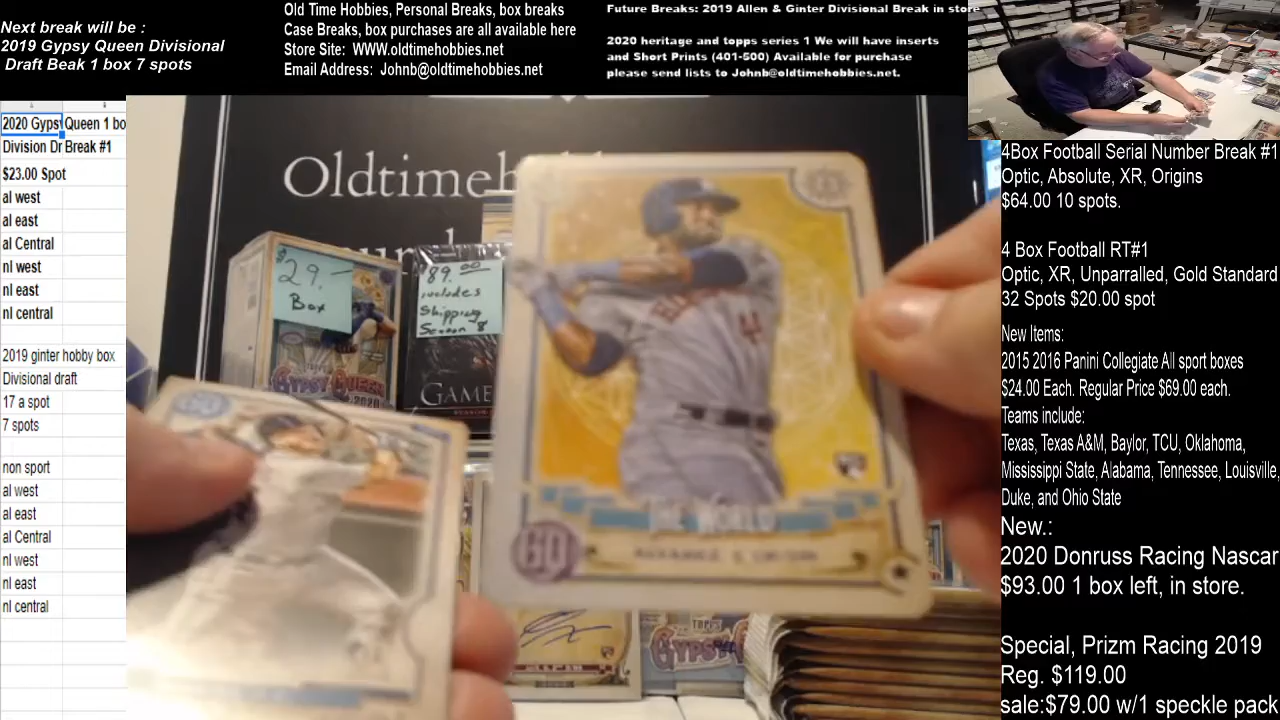 Next break will be :
2019 Gypsy Queen Divisional
Draft Beak 1 box 7 spots
Old Time Hobbies, Personal Breaks, box breaks
Case Breaks, box purchases are all available here
Store Site: WWW.oldtimehobbies.net
Email Address: Johnb@oldtimehobbies.net
Future Breaks: 2019 Allen & Ginter Divisional Break in store
2020 heritage and topps series 1 We will have inserts
and Short Prints (401-500) Available for purchase
please send lists to Johnb@oldtimehobbies.net.
2020 Gypsy Queen 1 bo
Division Dr Break #1
$23.00 Spot
al west
al east
al Central
nl west
nl east
nl central
2019 ginter hobby box
Divisional draft
17 a spot
7 spots
non sport
al west
al east
al Central
nl west
nl east
nl central
Oldtimeh
$29.-
Box
GYPSY QUEEN
2020
89.00
includes
Shipping
Season 8
GAME
GQ
TOPPS
GYPSY
4Box Football Serial Number Break #1
Optic, Absolute, XR, Origins
$64.00 10 spots.
4 Box Football RT#1
Optic, XR, Unparralled, Gold Standard
32 Spots $20.00 spot
New Items:
2015 2016 Panini Collegiate All sport boxes
$24.00 Each. Regular Price $69.00 each.
Teams include:
Texas, Texas A&M, Baylor, TCU, Oklahoma,
Mississippi State, Alabama, Tennessee, Louisville,
Duke, and Ohio State
New.:
2020 Donruss Racing Nascar
$93.00 1 box left, in store.
Special, Prizm Racing 2019
Reg. $119.00
sale:$79.00 w/1 speckle pack